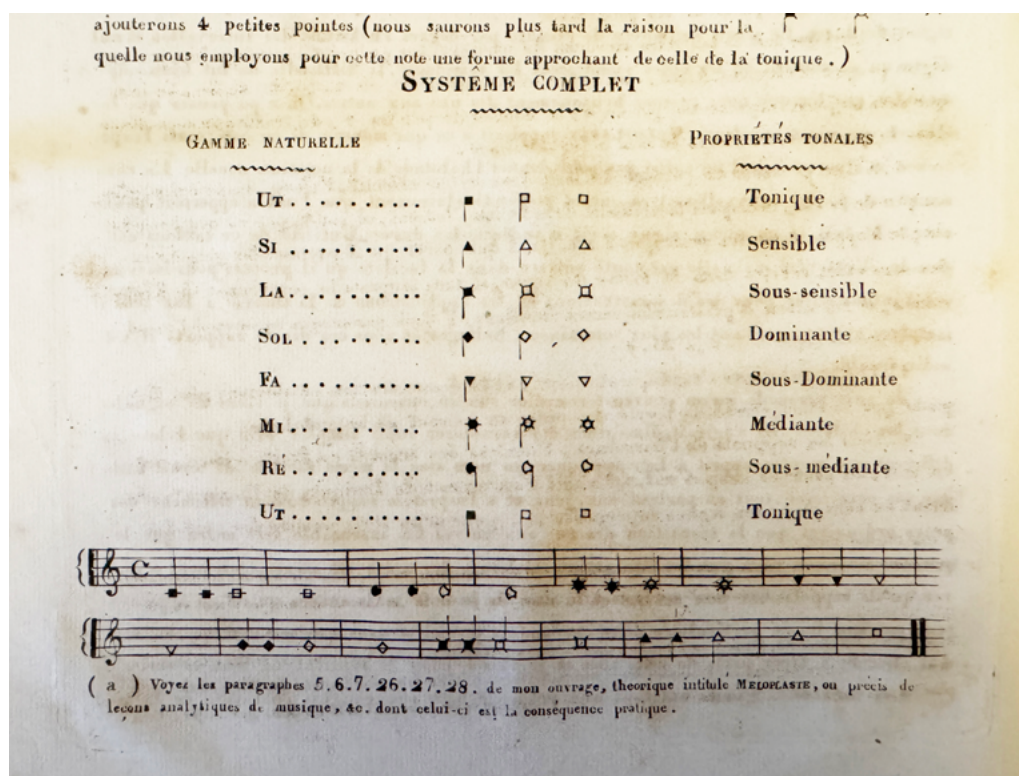 ajouterons 4 petites pointes (nous saurons plus tard la raison pour la
quelle nous employons pour cette note une forme approchant de celle de la tonique.)
SYSTÊME COMPLET
GAMME NATURELLE PROPRIÉTÉS TONALES
UT.......... Tonique
SI .......... Sensible
LA.......... Sous-sensible
SOL .......... Dominante
FA .......... Sous-Dominante
MI.......... Médiante
RÉ .......... Sous-médiante
UT.......... Tonique
C
( a ) Voyez les paragraphes 5.6.7.26.27.28. de mon ouvrage, theorique intitulé MELOPLASTE, ou précis de
leçons analytiques de musique, &c. dont celui-ci est la conséquence pratique.